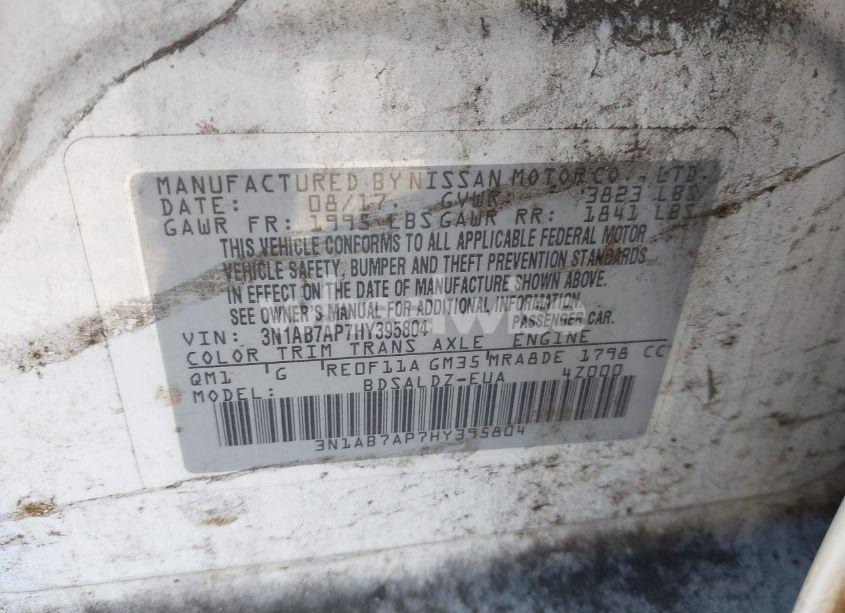 MANUFACTURED BY NISSAN MOTOR CO., LTD.
DATE: 08/17. GVWR 3823 LBS
GAWR FR: 1995 LBS GAWR RR: 1841 LBS
THIS VEHICLE CONFORMS TO ALL APPLICABLE FEDERAL MOTOR
VEHICLE SAFETY, BUMPER AND THEFT PREVENTION STANDARDS
IN EFFECT ON THE DATE OF MANUFACTURE SHOWN ABOVE.
SEE OWNER'S MANUAL FOR ADDITIONAL INFORMATION.
VIN: 3N1AB7AP7HY395804 PASSENGER CAR.
COLOR TRIM TRANS AXLE ENGINE
QM1 G RE0F11A GM35 MRA8DE 1798 CC
MODEL: BDSALDZ-EUA 4Z000
3N1AB7AP7HY395804